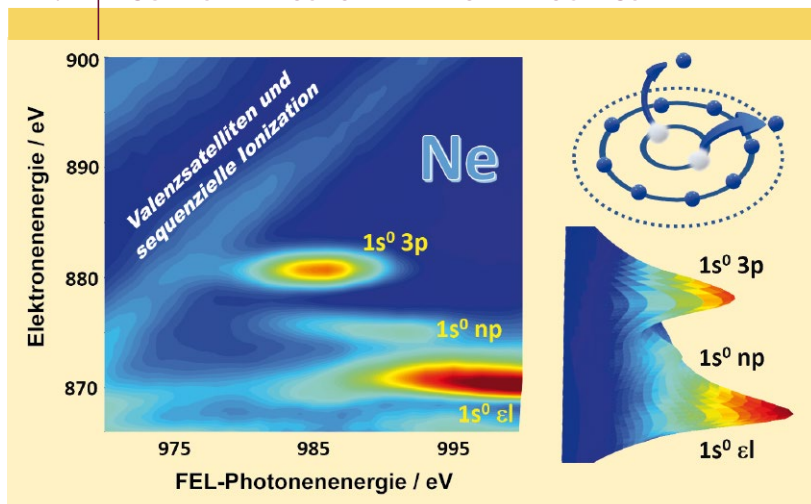 900
890
880
870
Elektronenenergie / eV
Valenzsatelliten und
sequenzielle Ionization
Ne
1s⁰ 3p
1s⁰ np
1s⁰ εl
975
985
995
FEL-Photonenenergie / eV
1s⁰ 3p
1s⁰ np
1s⁰ εl